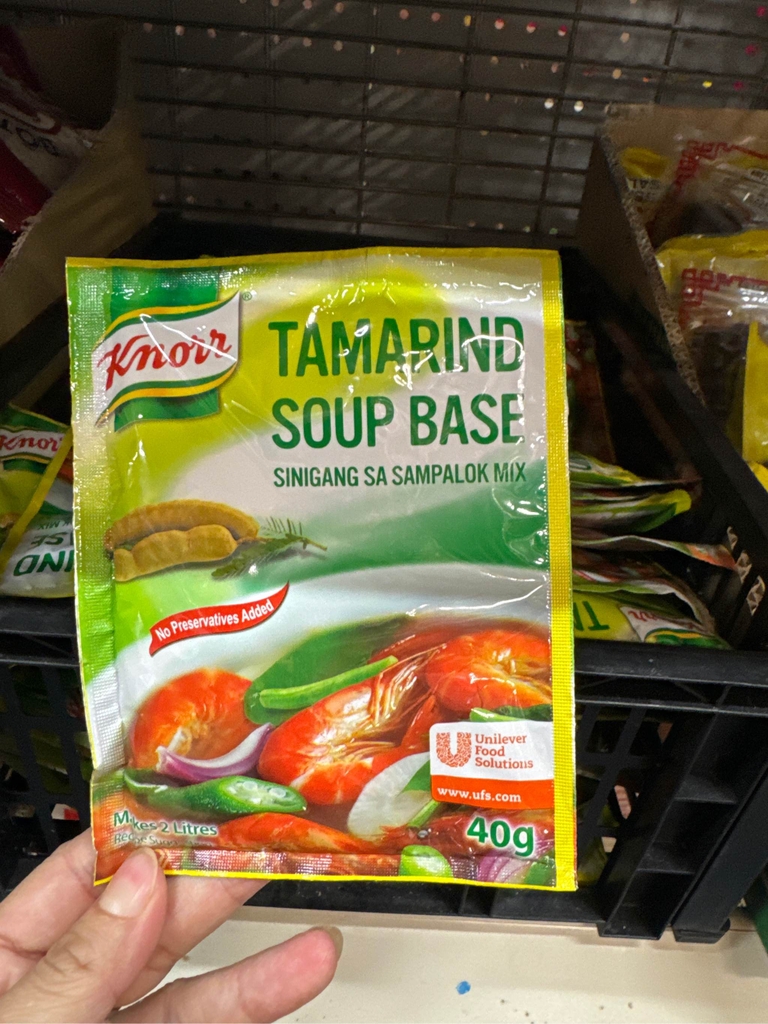 Knorr
TAMARIND
SOUP BASE
SINIGANG SA SAMPALOK MIX
No Preservatives Added
Unilever
Food
Solutions
www.ufs.com
Makes 2 Litres
40g
Knorr